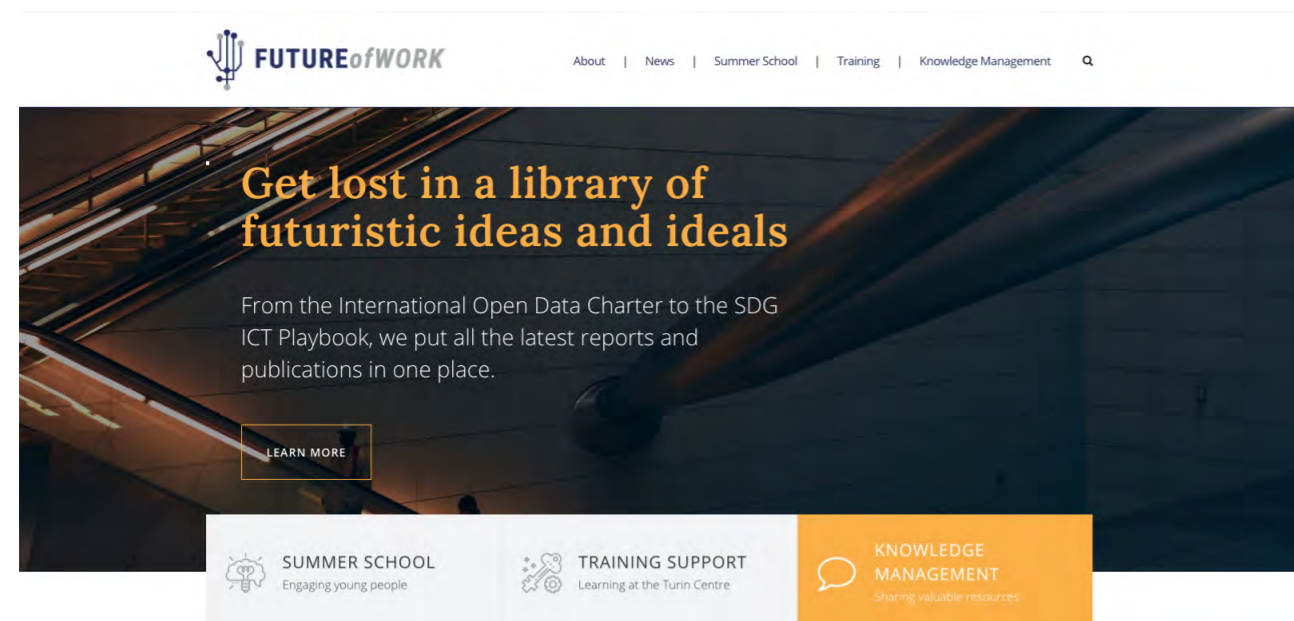 FUTUREofWORK
About | News | Summer School | Training | Knowledge Management
Get lost in a library of
futuristic ideas and ideals
From the International Open Data Charter to the SDG
ICT Playbook, we put all the latest reports and
publications in one place.
LEARN MORE
SUMMER SCHOOL
Engaging young people
TRAINING SUPPORT
Learning at the Turin Centre
KNOWLEDGE
MANAGEMENT
Sharing valuable resources